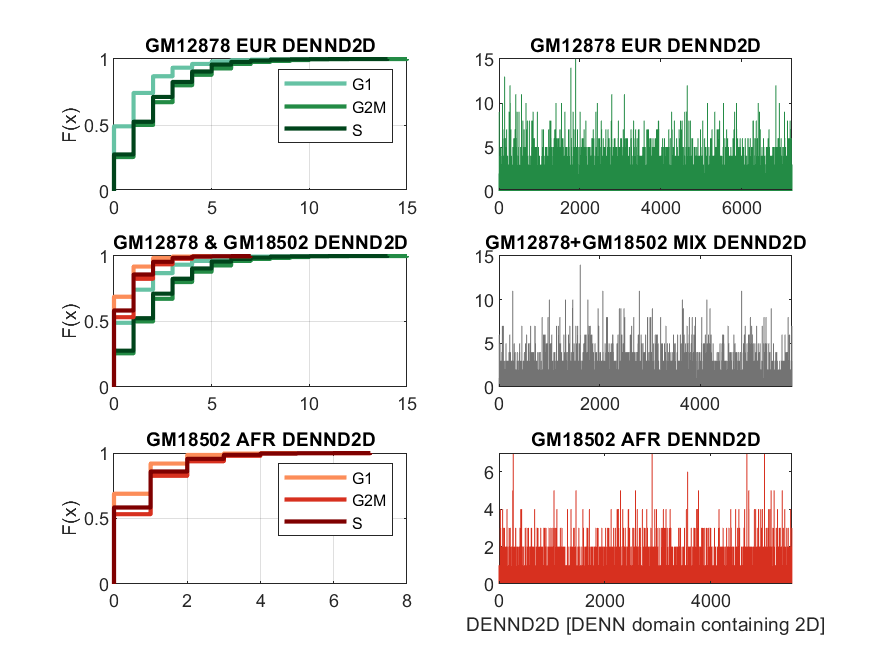 GM12878 EUR DENND2D
F(x)
1
0.5
0
0 5 10 15
G1
G2M
S
GM12878 EUR DENND2D
15
10
5
0
0 2000 4000 6000
GM12878 & GM18502 DENND2D
F(x)
1
0.5
0
0 5 10 15
GM12878+GM18502 MIX DENND2D
15
10
5
0
0 2000 4000
GM18502 AFR DENND2D
F(x)
1
0.5
0
0 2 4 6 8
G1
G2M
S
GM18502 AFR DENND2D
6
4
2
0
0 2000 4000
DENND2D [DENN domain containing 2D]